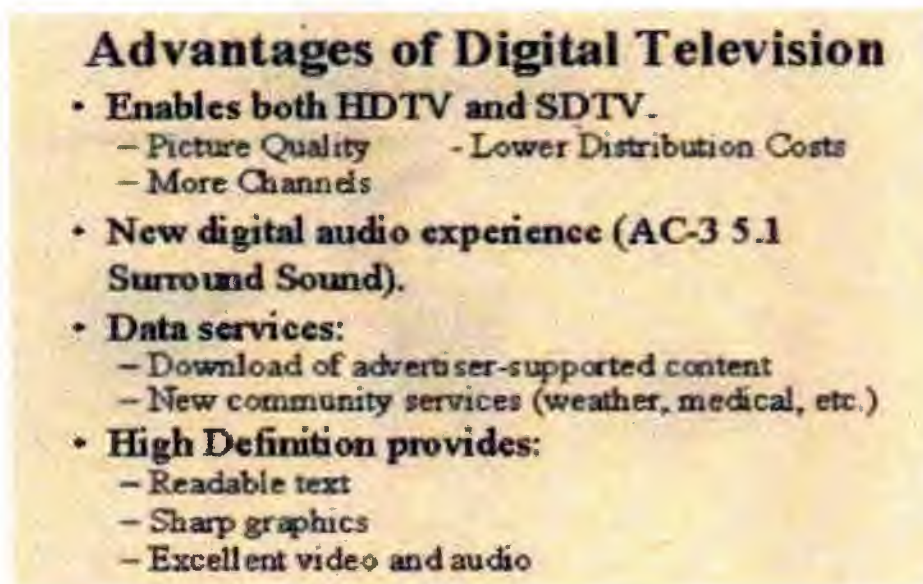 Advantages of Digital Television
• Enables both HDTV and SDTV.
– Picture Quality - Lower Distribution Costs
– More Channels
• New digital audio experience (AC-3 5.1
Surround Sound).
• Data services:
– Download of advertiser-supported content
– New community services (weather, medical, etc.)
• High Definition provides:
– Readable text
– Sharp graphics
– Excellent video and audio